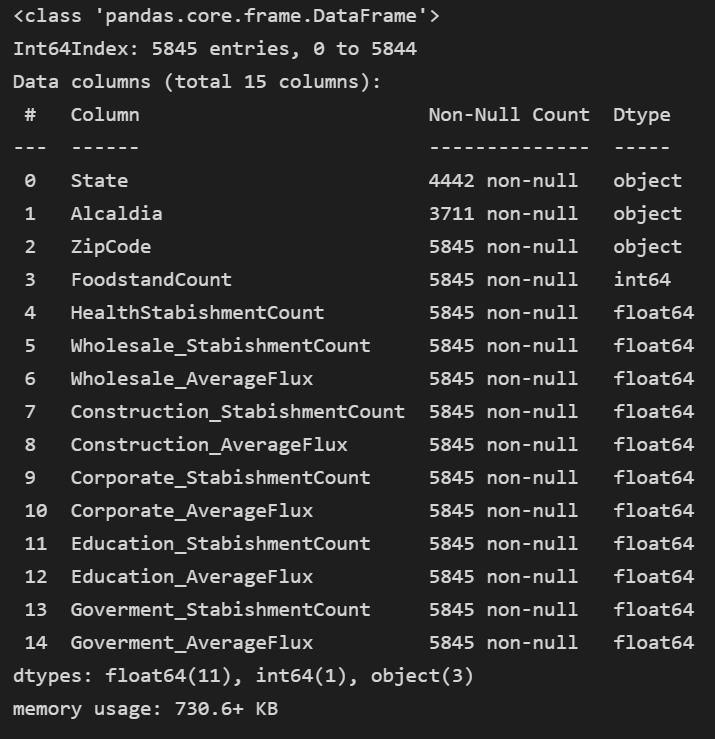 <class 'pandas.core.frame.DataFrame'>
Int64Index: 5845 entries, 0 to 5844
Data columns (total 15 columns):
 #   Column                       Non-Null Count  Dtype
---  ------                       --------------  -----
 0   State                        4442 non-null   object
 1   Alcaldia                     3711 non-null   object
 2   ZipCode                      5845 non-null   object
 3   FoodstandCount               5845 non-null   int64
 4   HealthStabishmentCount       5845 non-null   float64
 5   Wholesale_StabishmentCount   5845 non-null   float64
 6   Wholesale_AverageFlux        5845 non-null   float64
 7   Construction_StabishmentCount  5845 non-null   float64
 8   Construction_AverageFlux     5845 non-null   float64
 9   Corporate_StabishmentCount   5845 non-null   float64
 10  Corporate_AverageFlux        5845 non-null   float64
 11  Education_StabishmentCount   5845 non-null   float64
 12  Education_AverageFlux        5845 non-null   float64
 13  Goverment_StabishmentCount   5845 non-null   float64
 14  Goverment_AverageFlux        5845 non-null   float64
dtypes: float64(11), int64(1), object(3)
memory usage: 730.6+ KB